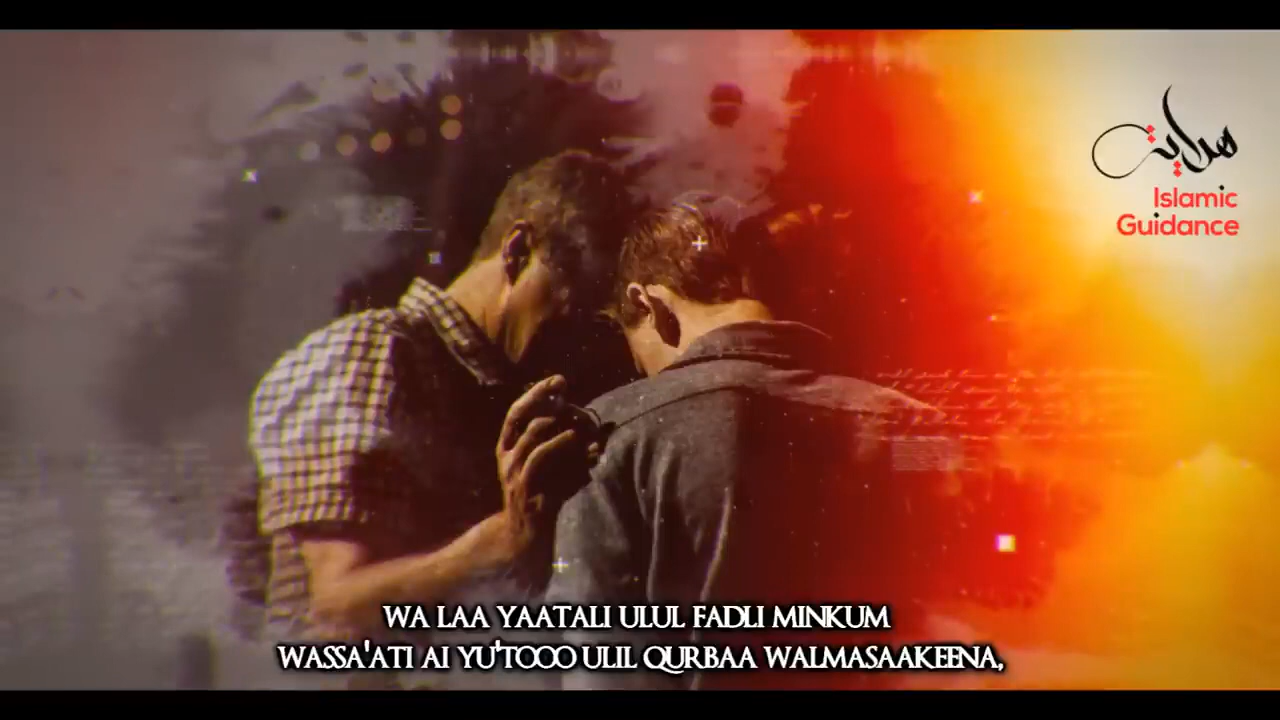 هداية
Islamic
Guidance
WA LAA YAATALI ULUL FADLI MINKUM
WASSA'ATI AI YU'TOOO ULIL QURBAA WALMASAAKEENA,